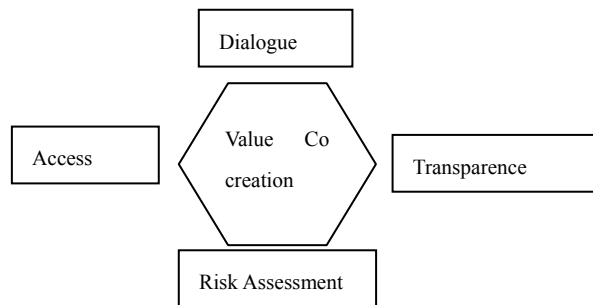 Dialogue
Access
Value Co
creation
Transparence
Risk Assessment